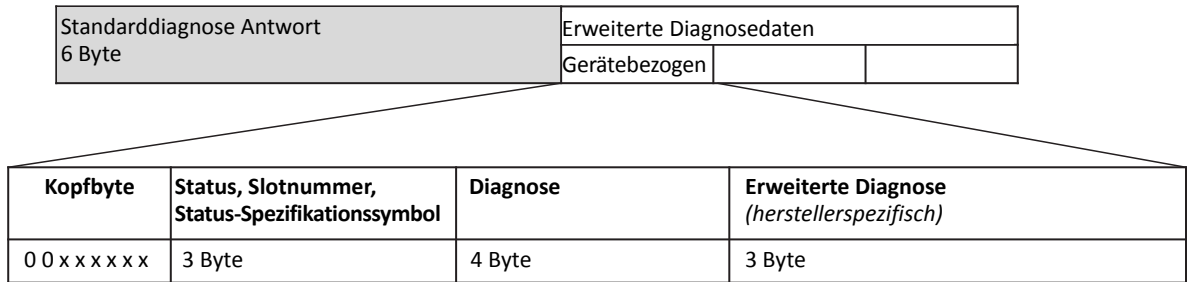 Standarddiagnose Antwort
6 Byte
Erweiterte Diagnosedaten
Gerätebezogen
Kopfbyte
Status, Slotnummer,
Status-Spezifikationssymbol
Diagnose
Erweiterte Diagnose
(herstellerspezifisch)
0 0 x x x x x x
3 Byte
4 Byte
3 Byte